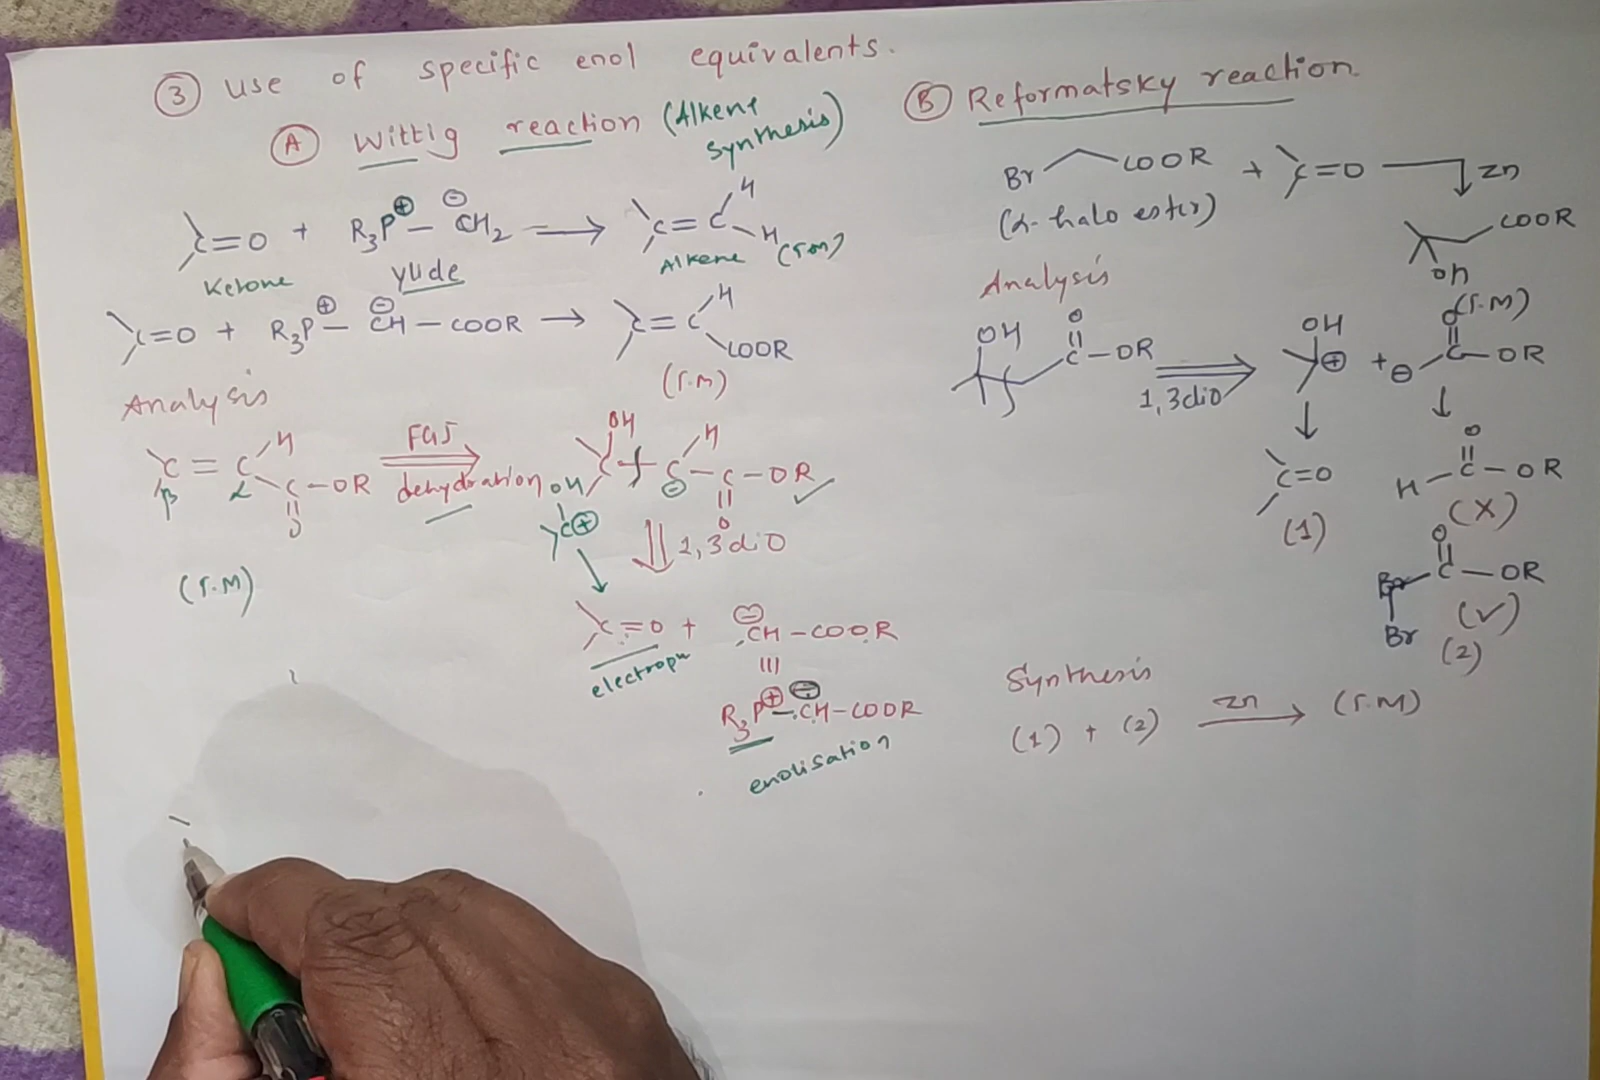 ③ use of specific enol equivalents.
Ⓐ Wittig reaction (Alkene
synthesis)
C=O + R3P⊕ – ⊖CH2 → C=C H H
Ketone ylide Alkene (T.M)
C=O + R3P⊕ – ⊖CH – COOR → C=C H COOR
(T.M)
Analysis
C=C H C–OR O
β α
FGI
dehydration
OH C C⊖ H C–OR O
(T.M)
OH C⊕
1,3 diO
C=O + ⊖CH–COOR
electroph
≡
R3P⊕–⊖CH–COOR
enolisation
Ⓑ Reformatsky reaction.
Br COOR + C=O Zn
(α-halo ester)
COOR
OH
(T.M)
Analysis
OH O C–OR
1,3 diO
OH ⊕ + ⊖ O C–OR
C=O
(1)
H O C–OR
(X)
O C–OR
Br
(✓)
(2)
Synthesis
(1) + (2) Zn → (T.M)